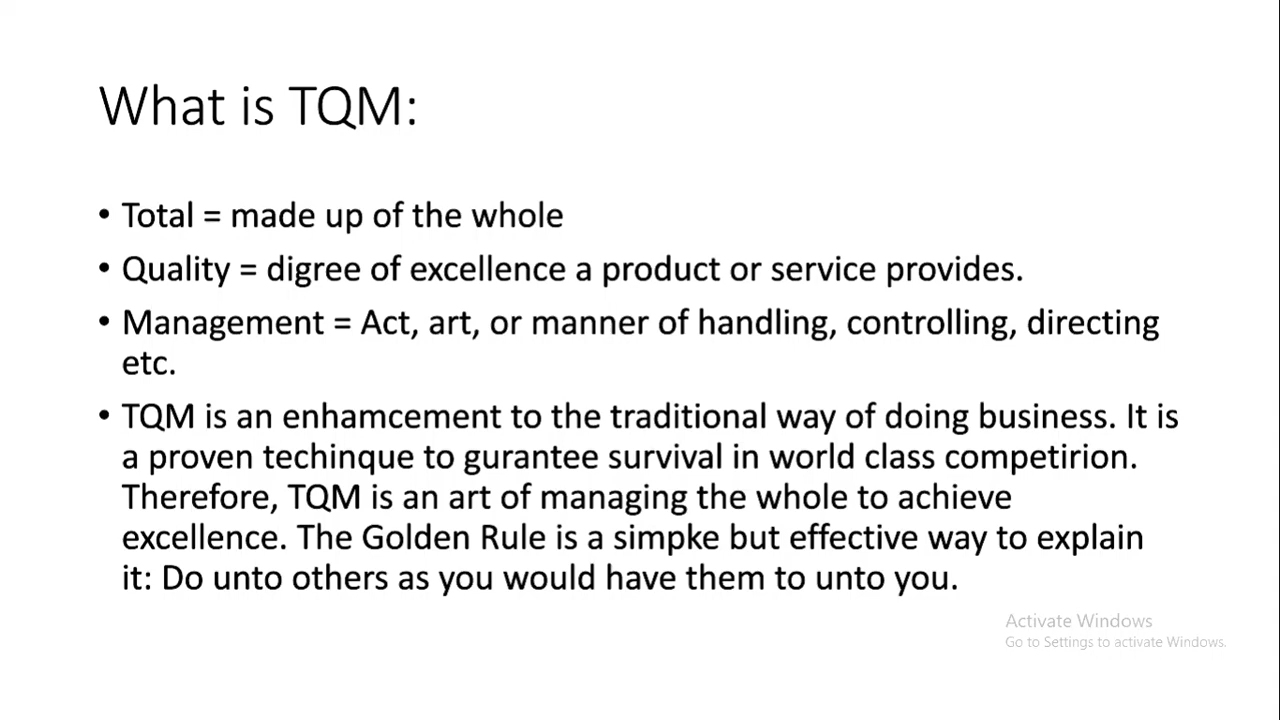 What is TQM:
• Total = made up of the whole
• Quality = digree of excellence a product or service provides.
• Management = Act, art, or manner of handling, controlling, directing
etc.
• TQM is an enhamcement to the traditional way of doing business. It is
a proven techinque to gurantee survival in world class competirion.
Therefore, TQM is an art of managing the whole to achieve
excellence. The Golden Rule is a simpke but effective way to explain
it: Do unto others as you would have them to unto you.
Activate Windows
Go to Settings to activate Windows.